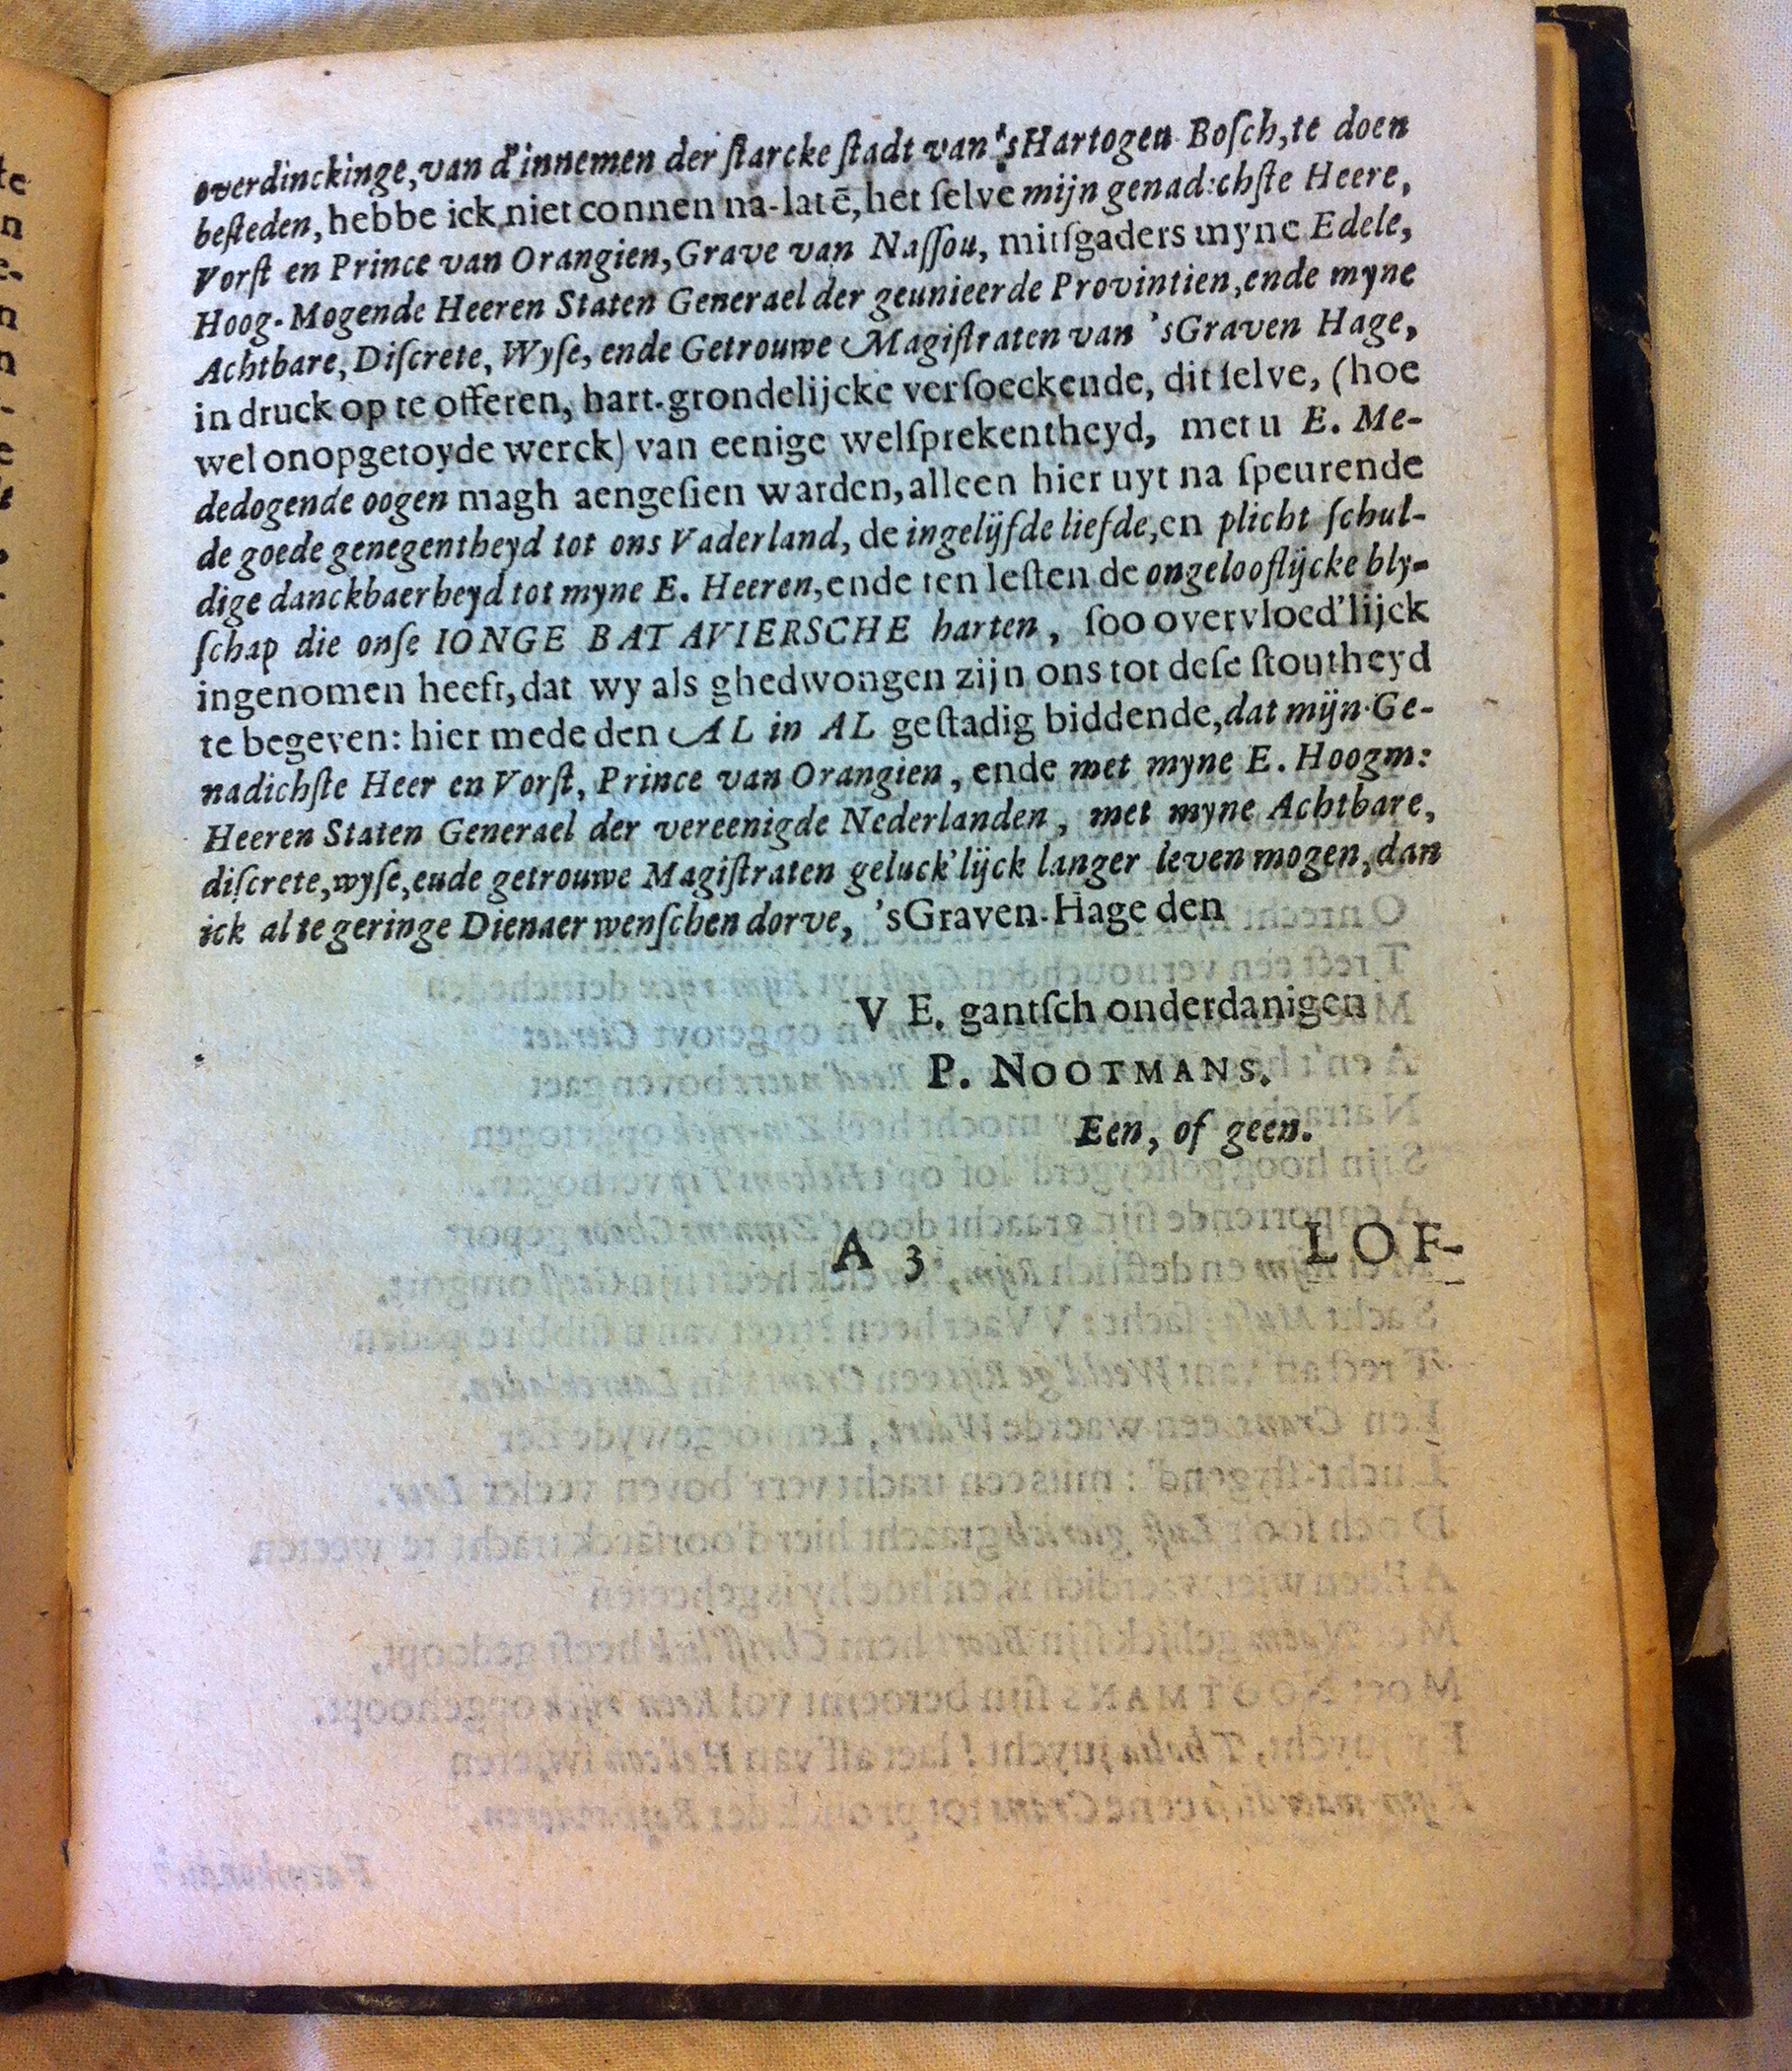 overdinckinge, van d'innemen der ſtarcke ſtadt van 'sHartogen Boſch, te doen
beſteden, hebbe ick niet connen na-latē, het ſelve mijn genad:chſte Heere,
Vorſt en Prince van Orangien, Grave van Naſſou, mitſgaders myne Edele,
Hoog-Mogende Heeren Staten Generael der geunieerde Provintien, ende myne
Achtbare, Diſcrete, Wyſe, ende Getrouwe Magiſtraten van 'sGraven Hage,
in druck op te offeren, hart-grondelijcke verſoeckende, dit ſelve, (hoe
wel onopgetoyde werck) van eenige welſprekentheyd, met u E. Me-
dedogende oogen magh aengeſien warden, alleen hier uyt na ſpeurende
de goede genegentheyd tot ons Vaderland, de ingelijfde liefde, en plicht ſchul-
dige danckbaerheyd tot myne E. Heeren, ende ten leſten de ongelooflijcke bly-
ſchap die onſe IONGE BATAVIERSCHE harten, ſoo overvloed'lijck
ingenomen heeft, dat wy als ghedwongen zijn ons tot deſe ſtoutheyd
te begeven: hier mede den AL in AL geſtadig biddende, dat mijn Ge-
nadichſte Heer en Vorſt, Prince van Orangien, ende met myne E. Hoogm:
Heeren Staten Generael der vereenigde Nederlanden, met myne Achtbare,
diſcrete, wyſe, ende getrouwe Magiſtraten geluck'lijck langer leven mogen, dan
ick al te geringe Dienaer wenſchen dorve, 'sGraven-Hage den
V E. gantſch onderdanigen
P. NOOTMANS.
Een, of geen.
A 3 LOF-